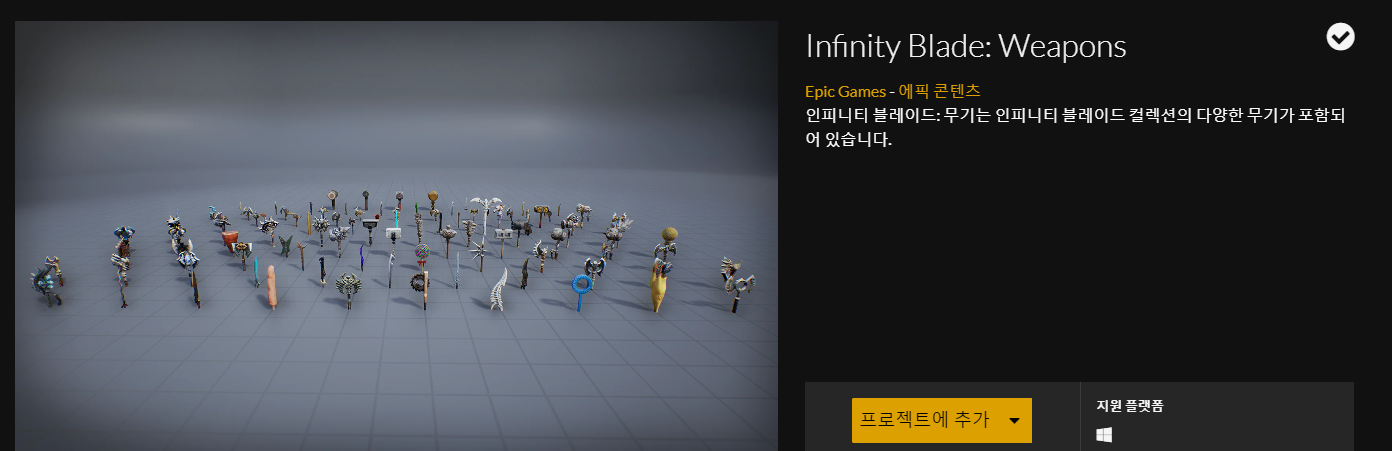 Infinity Blade: Weapons
Epic Games - 에픽 콘텐츠
인피니티 블레이드: 무기는 인피니티 블레이드 컬렉션의 다양한 무기가 포함되
어 있습니다.
프로젝트에 추가
지원 플랫폼